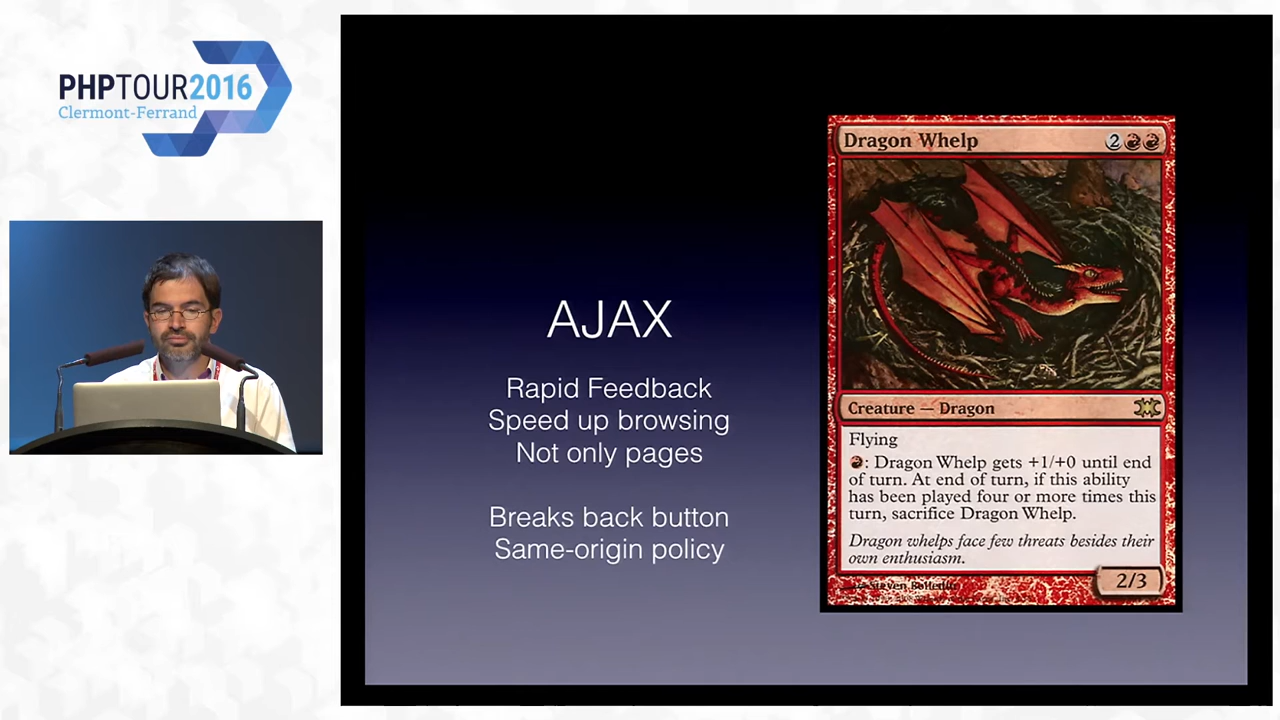 PHPTOUR2016
Clermont-Ferrand
AJAX
Rapid Feedback
Speed up browsing
Not only pages
Breaks back button
Same-origin policy
Dragon Whelp
2
Creature — Dragon
Flying
: Dragon Whelp gets +1/+0 until end
of turn. At end of turn, if this ability
has been played four or more times this
turn, sacrifice Dragon Whelp.
Dragon whelps face few threats besides their
own enthusiasm.
2/3
Steven